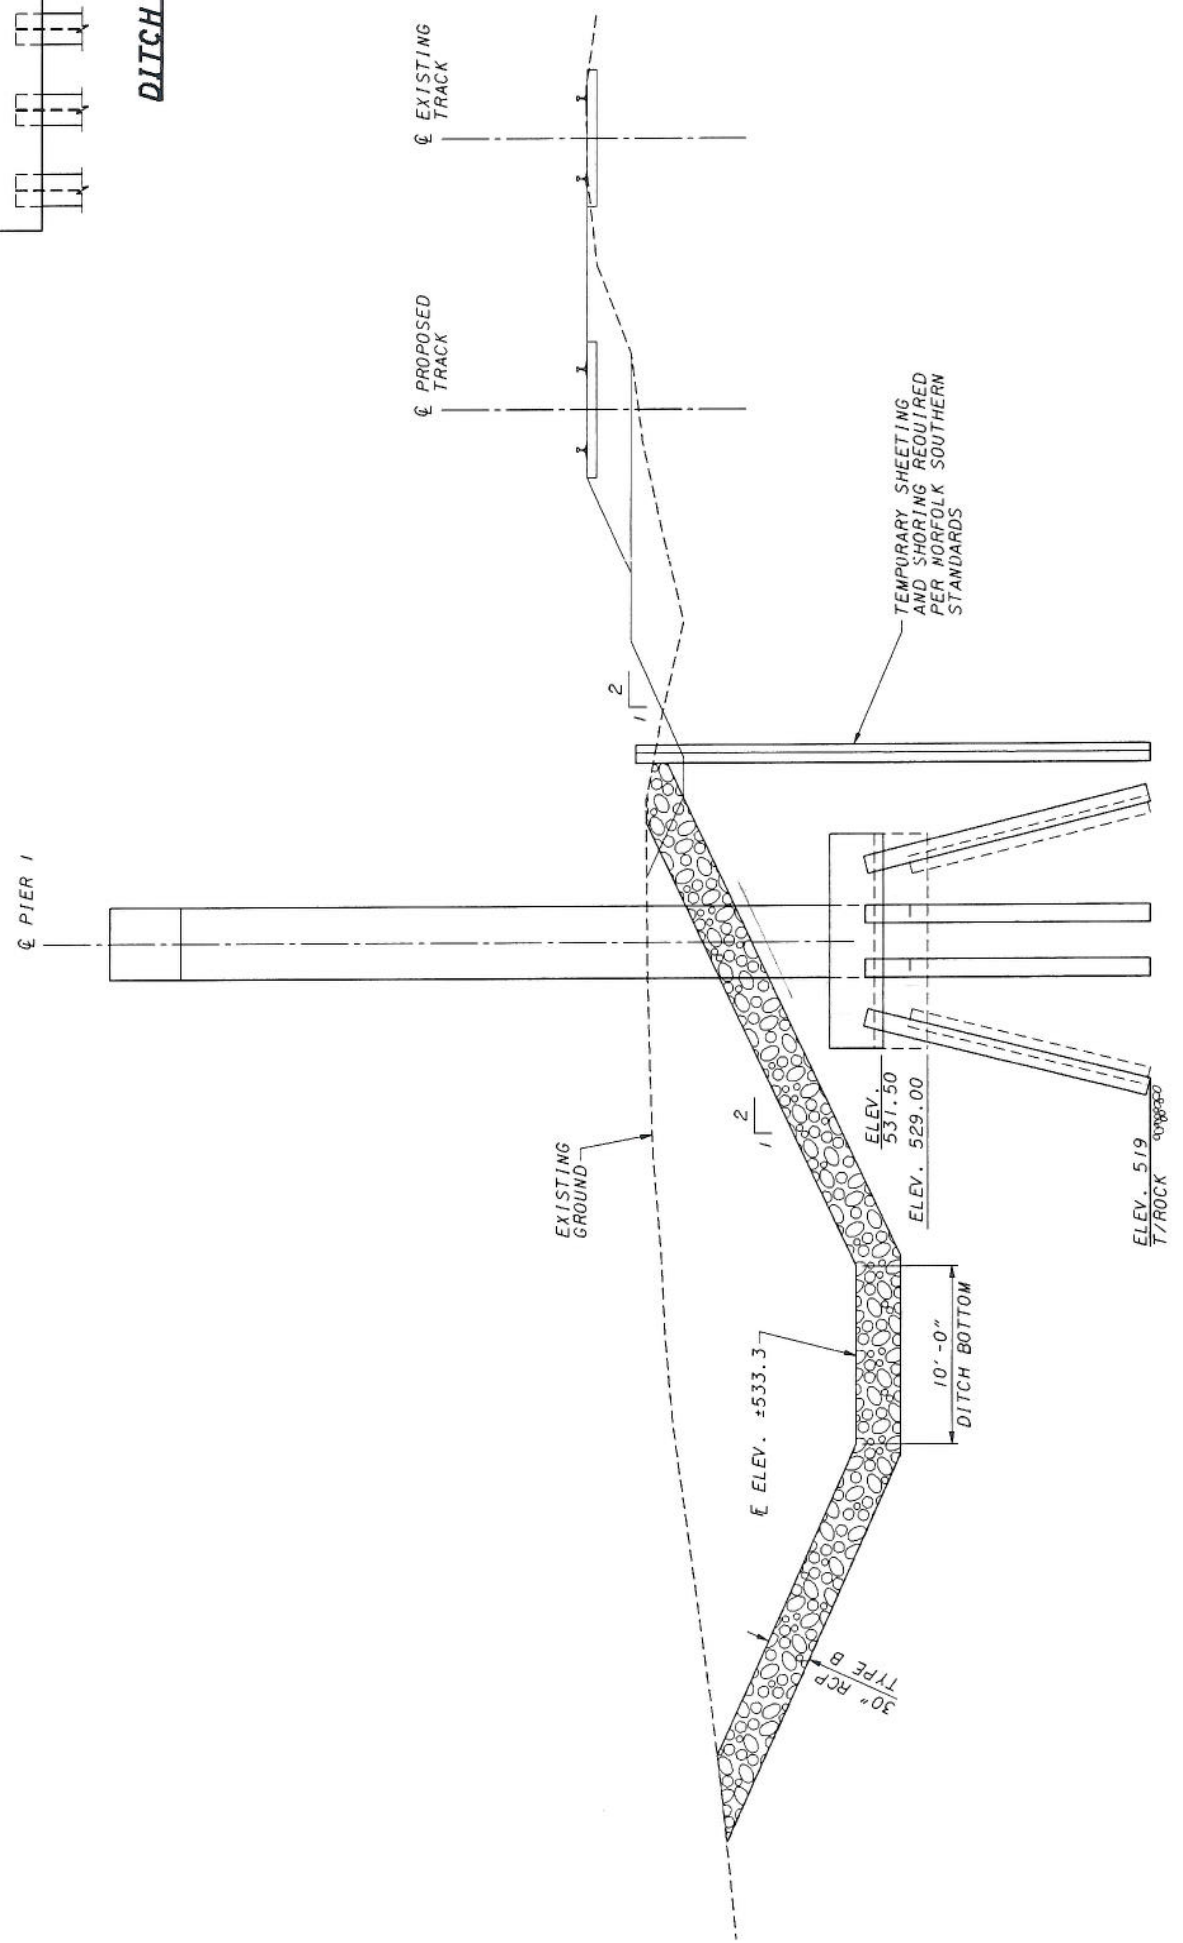 DITCH
℄ EXISTING
TRACK
℄ PROPOSED
TRACK
℄ PIER 1
2
1
TEMPORARY SHEETING
AND SHORING REQUIRED
PER NORFOLK SOUTHERN
STANDARDS
EXISTING
GROUND
2
1
ELEV.
531.50
ELEV. 529.00
ELEV. 519
T/ROCK
ELEV. ±533.3
10'-0"
DITCH BOTTOM
30" RCP
TYPE B